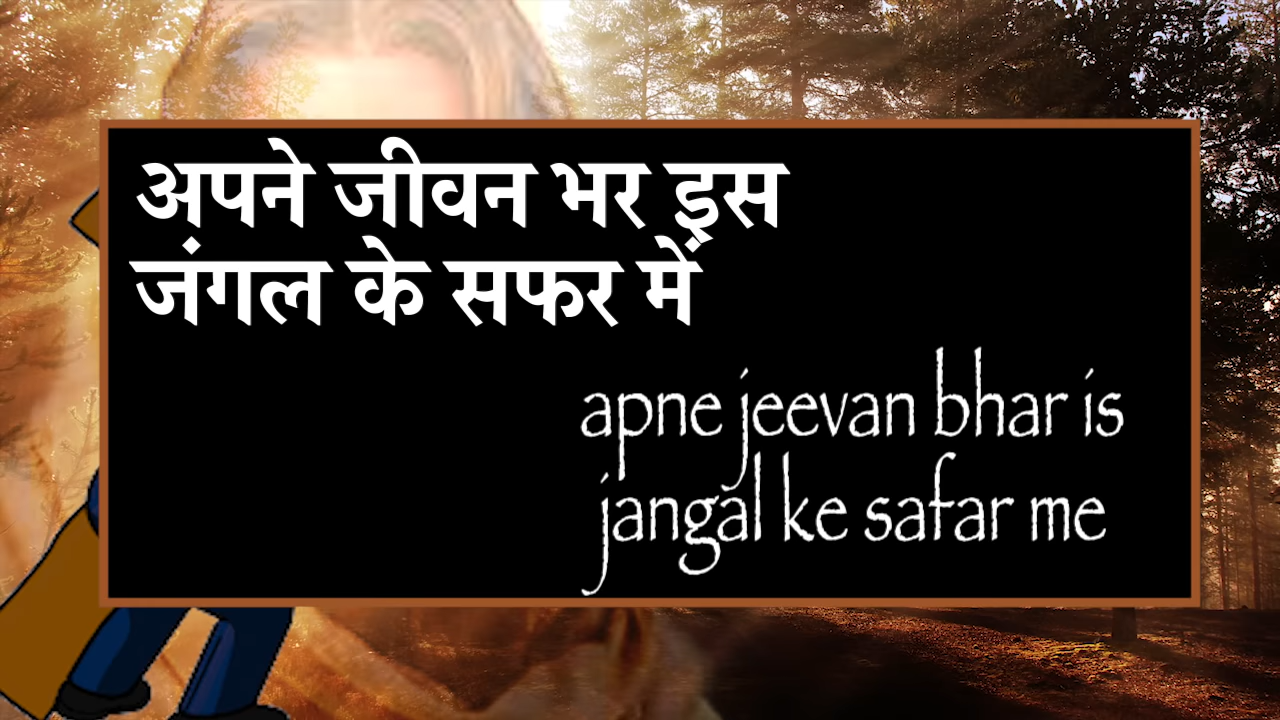 अपने जीवन भर इस
जंगल के सफर में
apne jeevan bhar is
jangal ke safar me